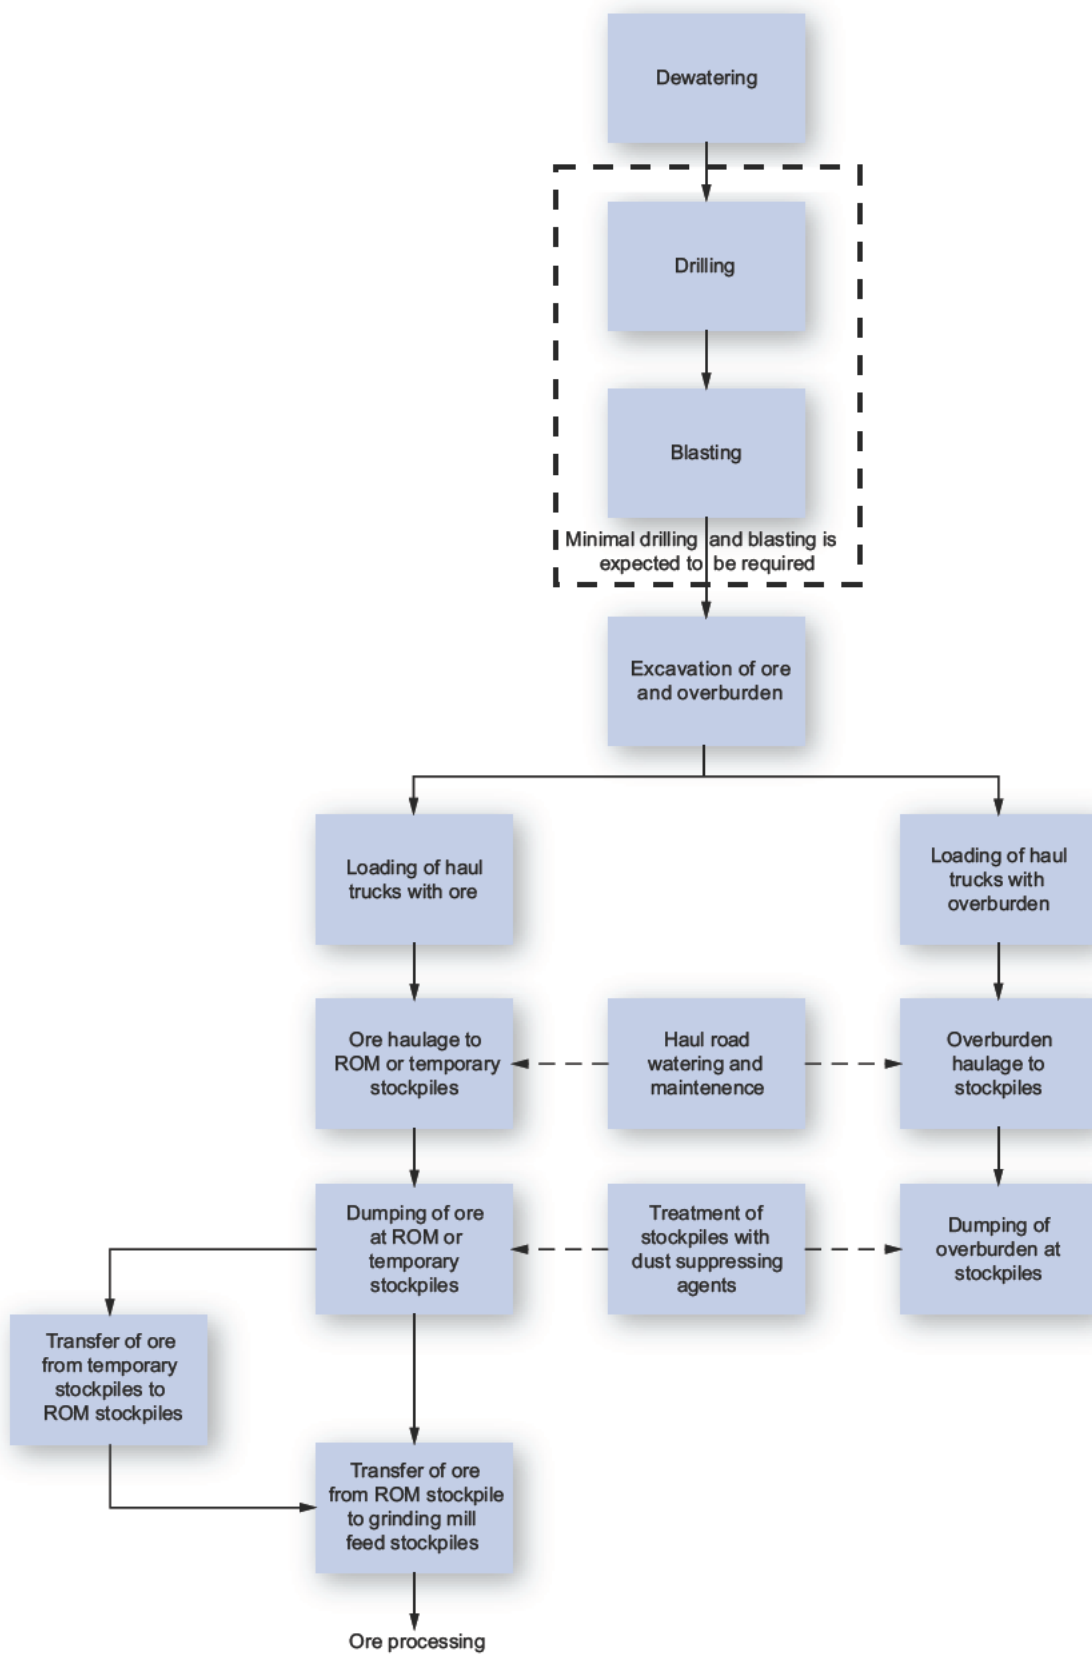 Dewatering
Drilling
Blasting
Minimal drilling and blasting is
expected to be required
Excavation of ore
and overburden
Loading of haul
trucks with ore
Loading of haul
trucks with
overburden
Ore haulage to
ROM or temporary
stockpiles
Haul road
watering and
maintenence
Overburden
haulage to
stockpiles
Dumping of ore
at ROM or
temporary
stockpiles
Treatment of
stockpiles with
dust suppressing
agents
Dumping of
overburden at
stockpiles
Transfer of ore
from temporary
stockpiles to
ROM stockpiles
Transfer of ore
from ROM stockpile
to grinding mill
feed stockpiles
Ore processing